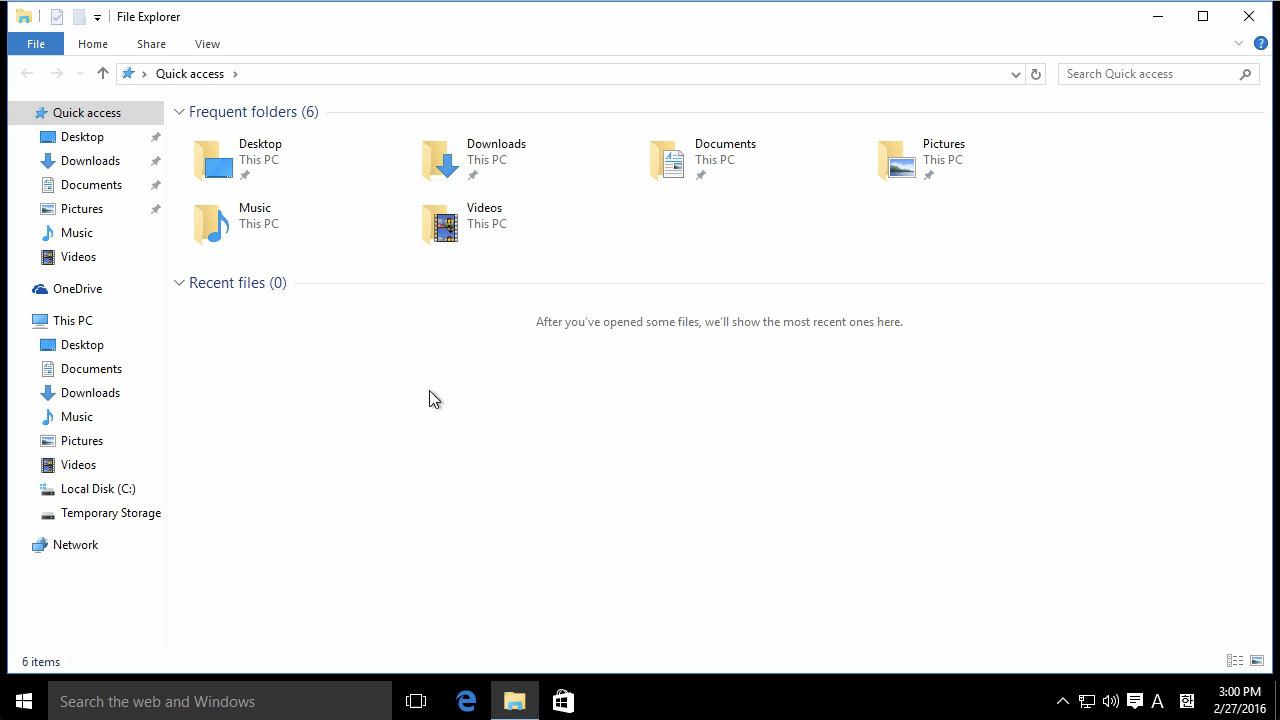 File Explorer
File Home Share View
Quick access
Search Quick access
Quick access
Desktop
Downloads
Documents
Pictures
Music
Videos
OneDrive
This PC
Desktop
Documents
Downloads
Music
Pictures
Videos
Local Disk (C:)
Temporary Storage
Network
Frequent folders (6)
Desktop
This PC
Downloads
This PC
Documents
This PC
Pictures
This PC
Music
This PC
Videos
This PC
Recent files (0)
After you've opened some files, we'll show the most recent ones here.
6 items
Search the web and Windows
A
3:00 PM
2/27/2016